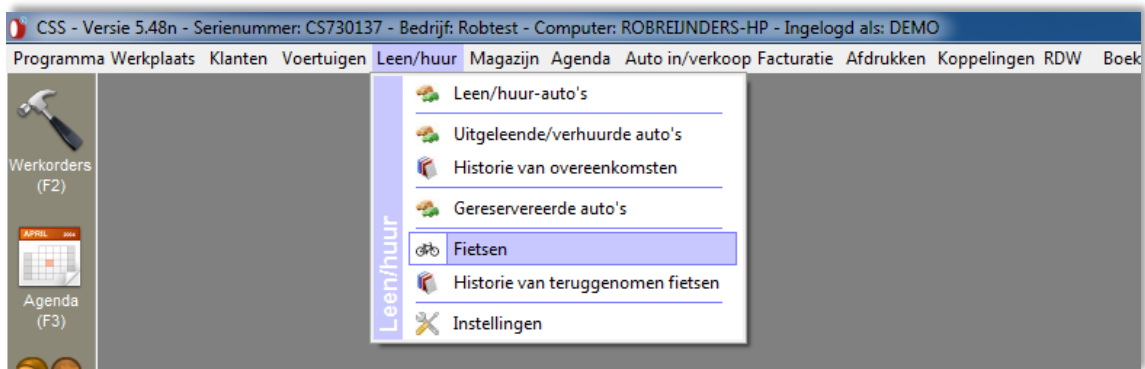 CSS - Versie 5.48n - Serienummer: CS730137 - Bedrijf: Robtest - Computer: ROBREIJNDERS-HP - Ingelogd als: DEMO
Programma Werkplaats Klanten Voertuigen Leen/huur Magazijn Agenda Auto in/verkoop Facturatie Afdrukken Koppelingen RDW Boek
Leen/huur-auto's
Uitgeleende/verhuurde auto's
Historie van overeenkomsten
Gereservereerde auto's
Fietsen
Historie van teruggenomen fietsen
Instellingen
Leen/huur
Werkorders
(F2)
APRIL
Agenda
(F3)